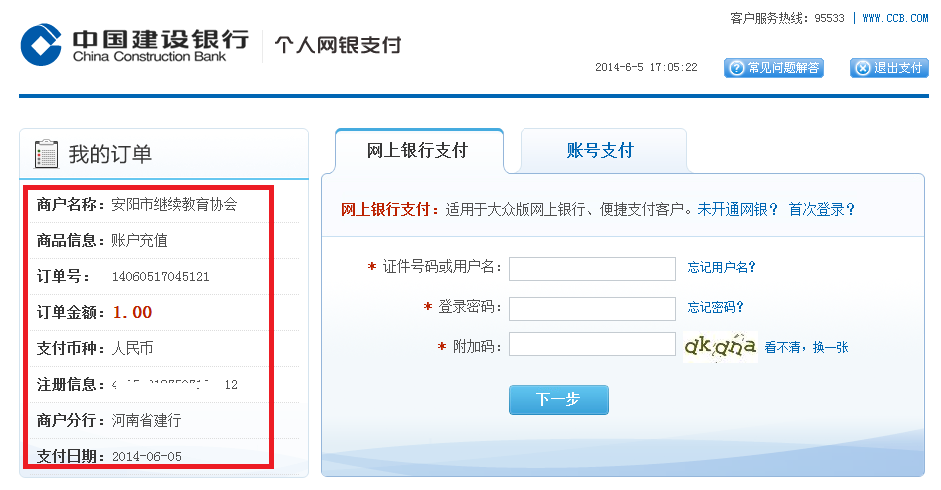 客户服务热线：95533 | WWW.CCB.COM
中国建设银行 个人网银支付
China Construction Bank
2014-6-5 17:05:22 常见问题解答 退出支付
我的订单
商户名称：安阳市继续教育协会
商品信息：账户充值
订单号： 14060517045121
订单金额：1.00
支付币种：人民币
注册信息： 12
商户分行：河南省建行
支付日期：2014-06-05
网上银行支付 账号支付
网上银行支付：适用于大众版网上银行、便捷支付客户。未开通网银？ 首次登录？
* 证件号码或用户名： 忘记用户名？
* 登录密码： 忘记密码？
* 附加码： 看不清，换一张
下一步